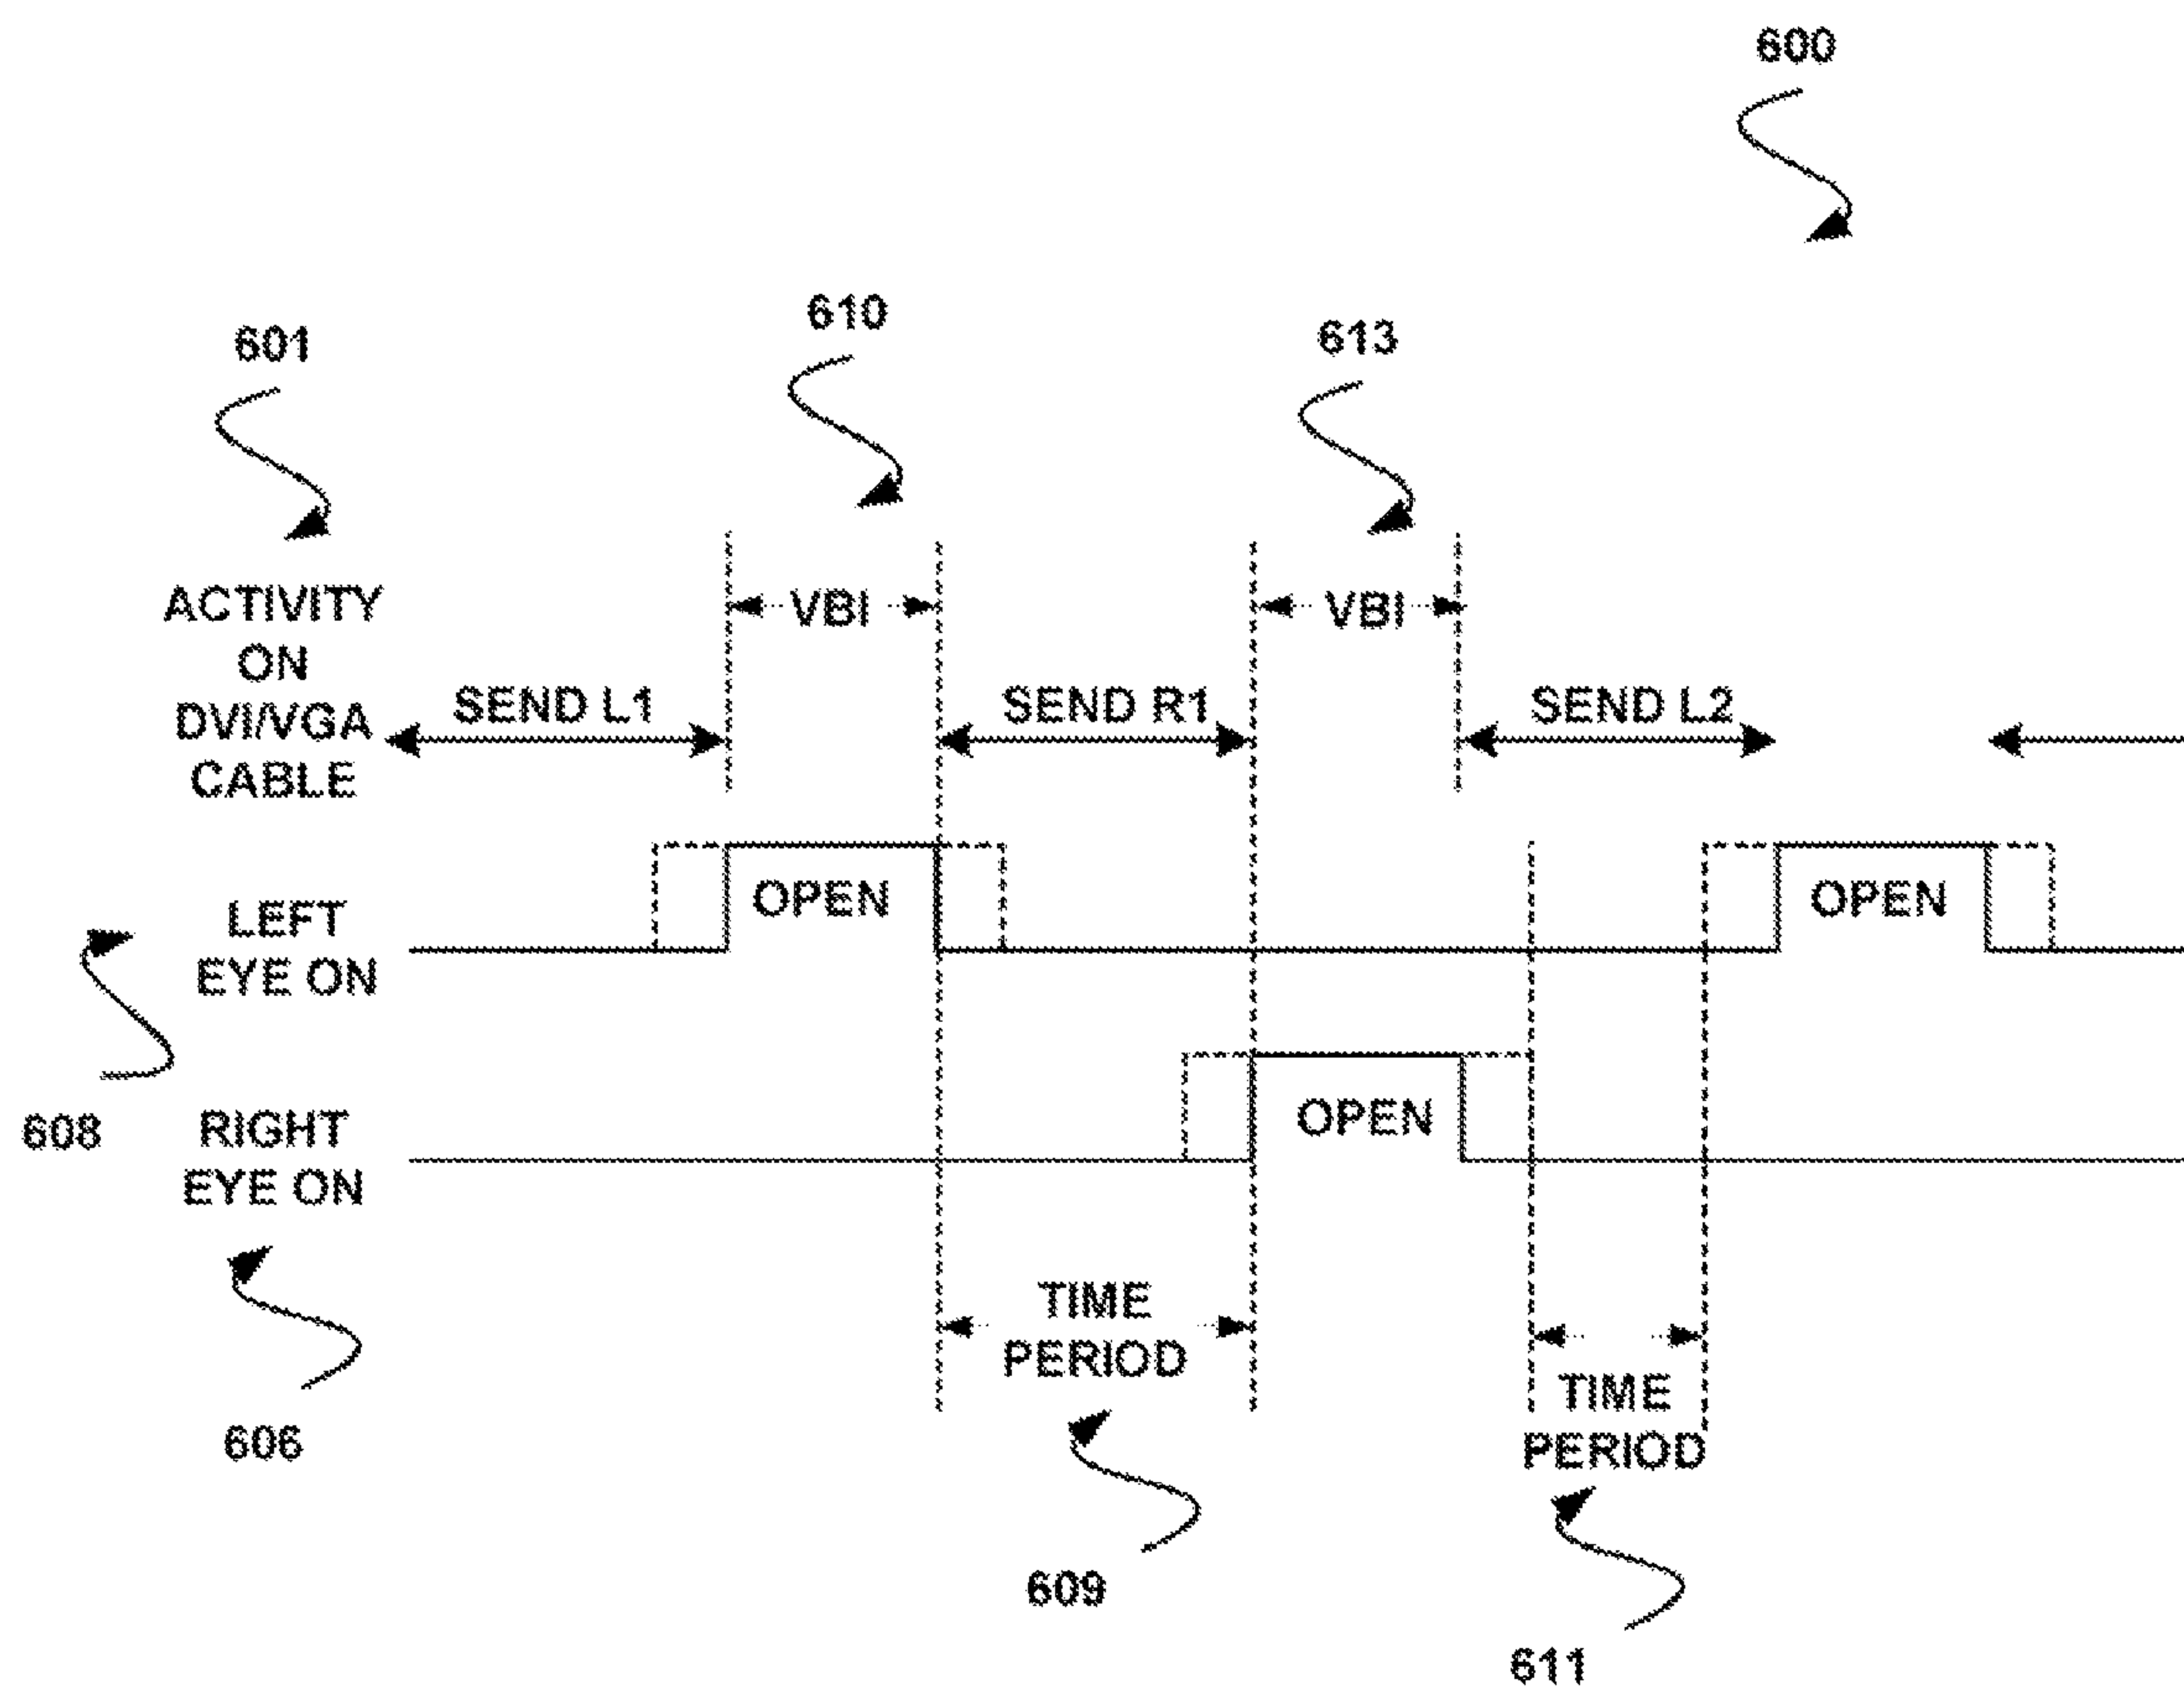 600
610
613
601
VBI
VBI
ACTIVITY
ON
DVI/VGA
CABLE
SEND L1
SEND R1
SEND L2
OPEN
OPEN
LEFT
EYE ON
OPEN
608
RIGHT
EYE ON
TIME
PERIOD
TIME
PERIOD
606
609
611